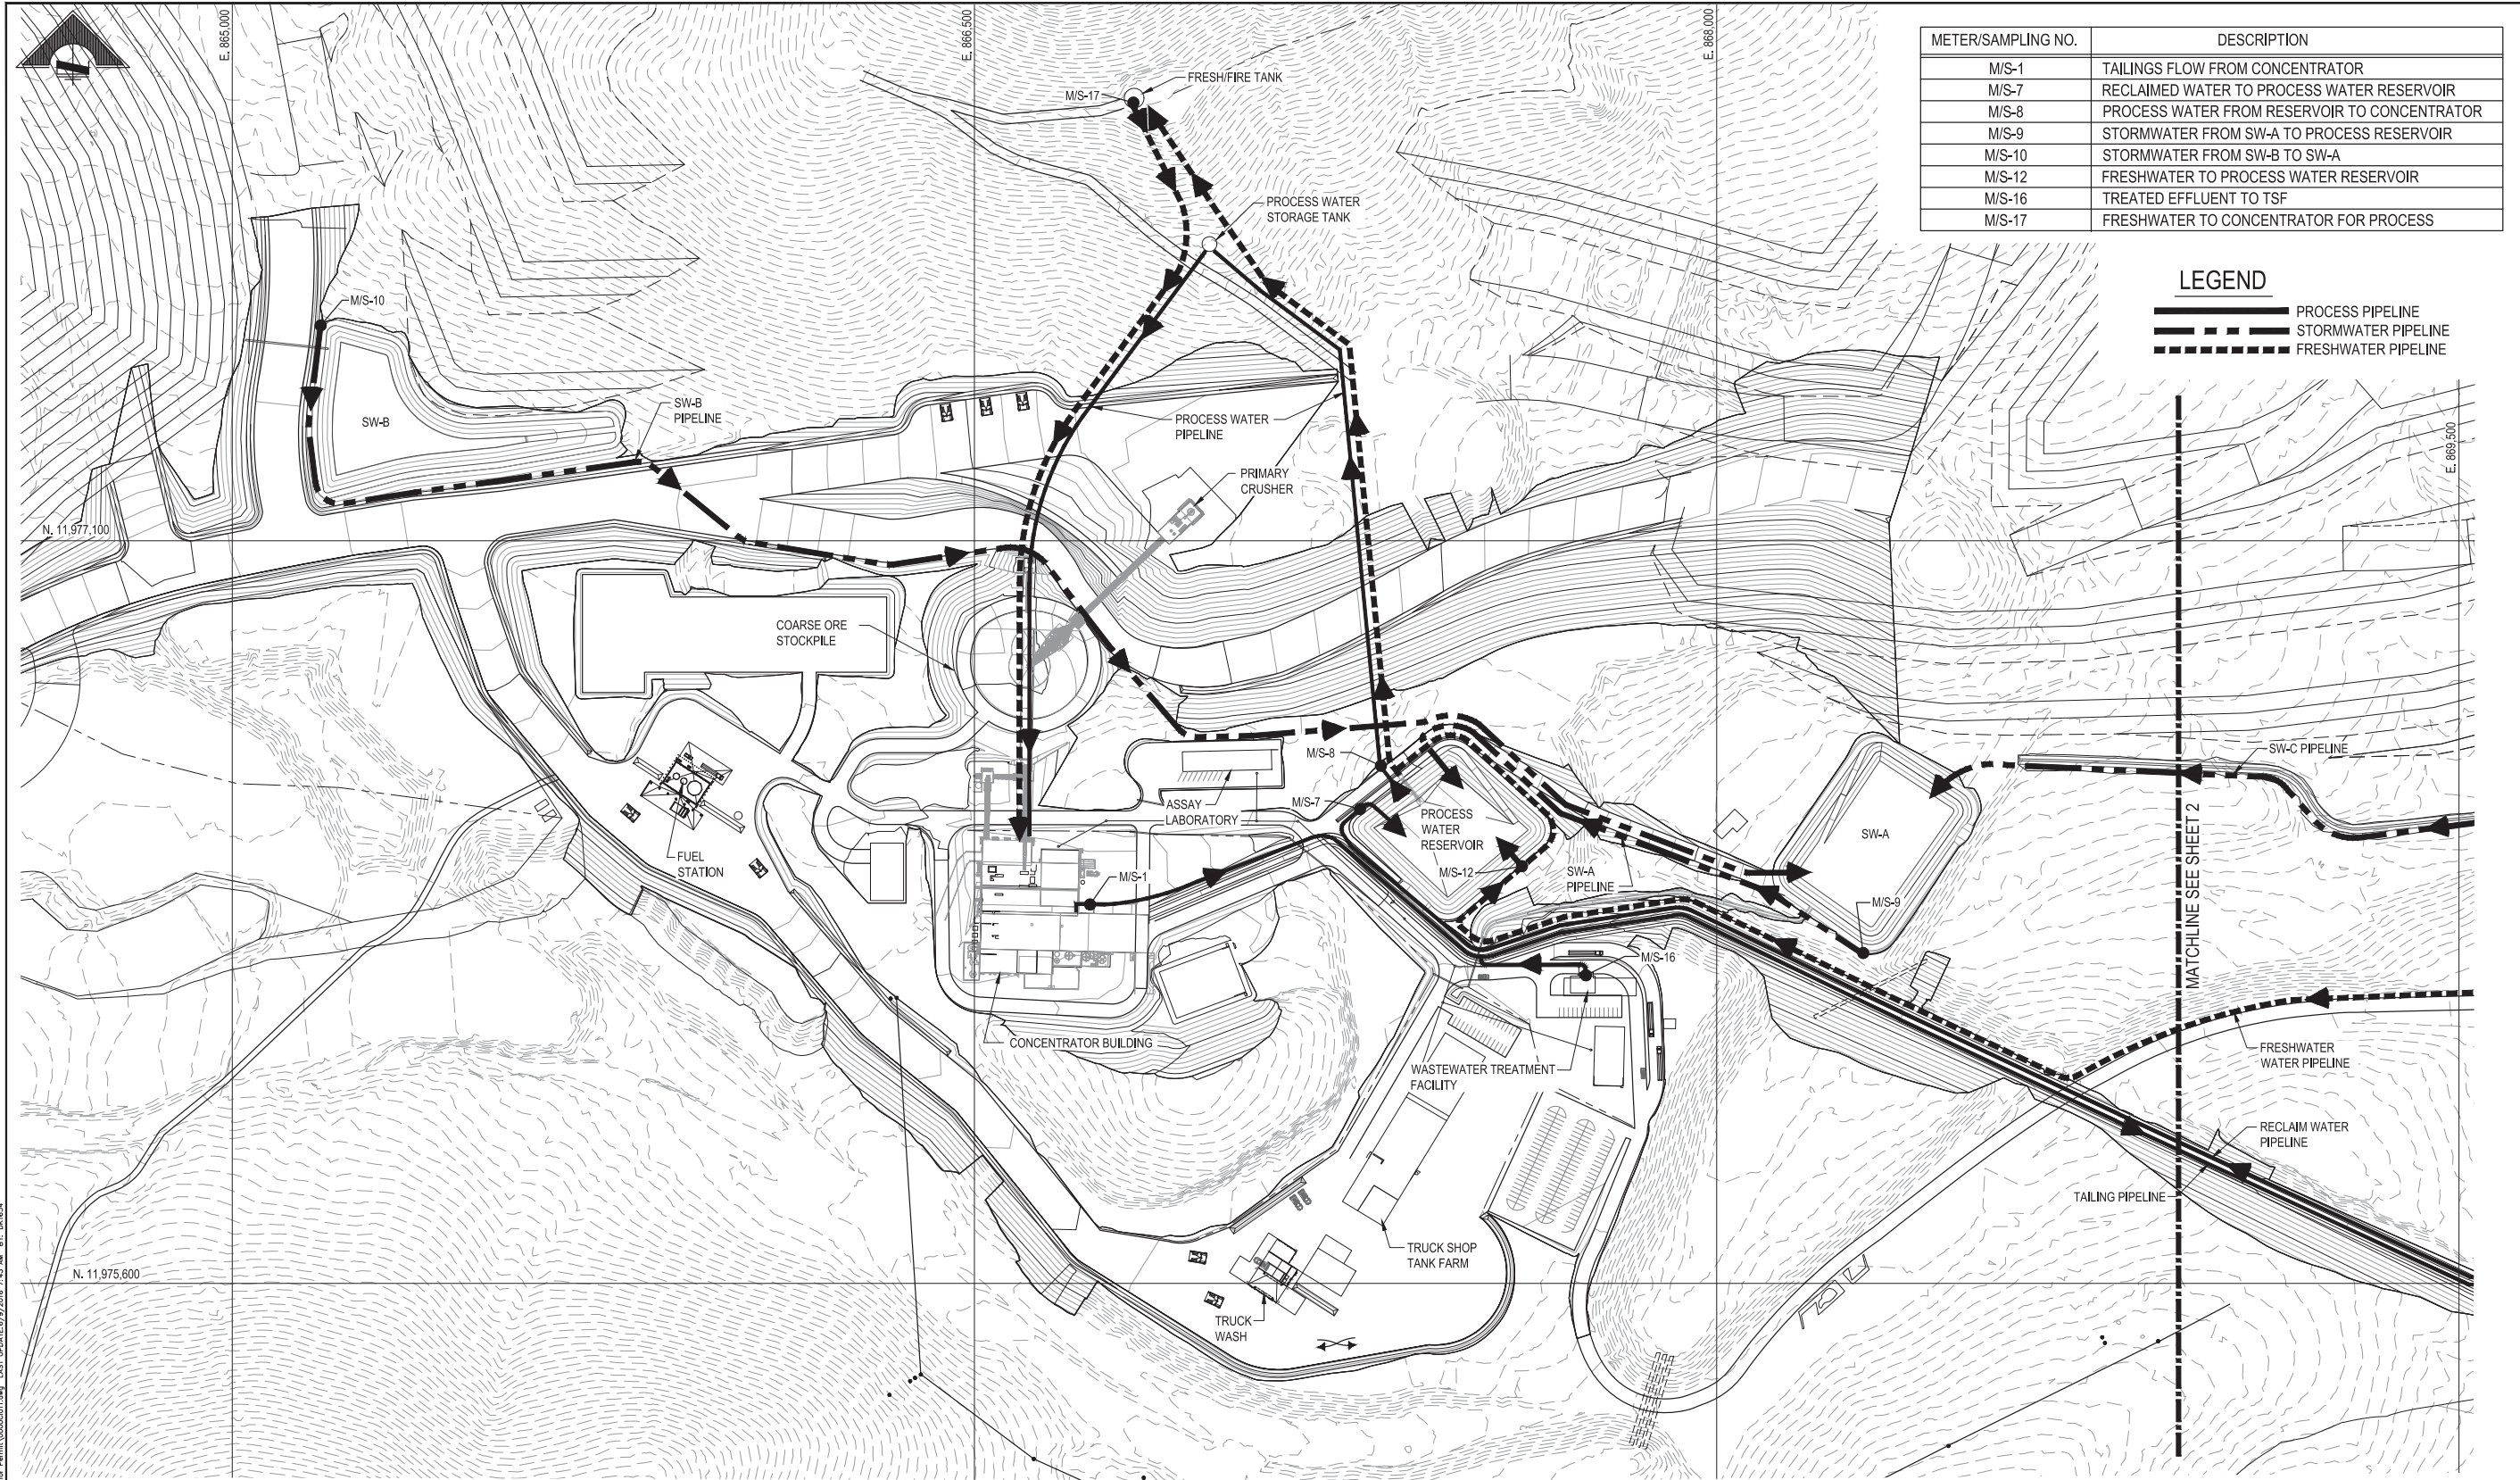 E. 865,000
E. 866,500
E. 868,000
METER/SAMPLING NO. DESCRIPTION
M/S-1 TAILINGS FLOW FROM CONCENTRATOR
M/S-7 RECLAIMED WATER TO PROCESS WATER RESERVOIR
M/S-8 PROCESS WATER FROM RESERVOIR TO CONCENTRATOR
M/S-9 STORMWATER FROM SW-A TO PROCESS RESERVOIR
M/S-10 STORMWATER FROM SW-B TO SW-A
M/S-12 FRESHWATER TO PROCESS WATER RESERVOIR
M/S-16 TREATED EFFLUENT TO TSF
M/S-17 FRESHWATER TO CONCENTRATOR FOR PROCESS
LEGEND
PROCESS PIPELINE
STORMWATER PIPELINE
FRESHWATER PIPELINE
FRESH/FIRE TANK
M/S-17
PROCESS WATER
STORAGE TANK
M/S-10
SW-B
SW-B
PIPELINE
PROCESS WATER
PIPELINE
PRIMARY
CRUSHER
E. 869,500
N. 11,977,100
COARSE ORE
STOCKPILE
M/S-8
SW-C PIPELINE
M/S-7
ASSAY
LABORATORY
PROCESS
WATER
RESERVOIR
SW-A
FUEL
STATION
M/S-1
M/S-12
SW-A
PIPELINE
M/S-9
MATCHLINE SEE SHEET 2
M/S-16
CONCENTRATOR BUILDING
WASTEWATER TREATMENT
FACILITY
FRESHWATER
WATER PIPELINE
RECLAIM WATER
PIPELINE
TAILING PIPELINE
TRUCK SHOP
TANK FARM
N. 11,975,600
TRUCK
WASH